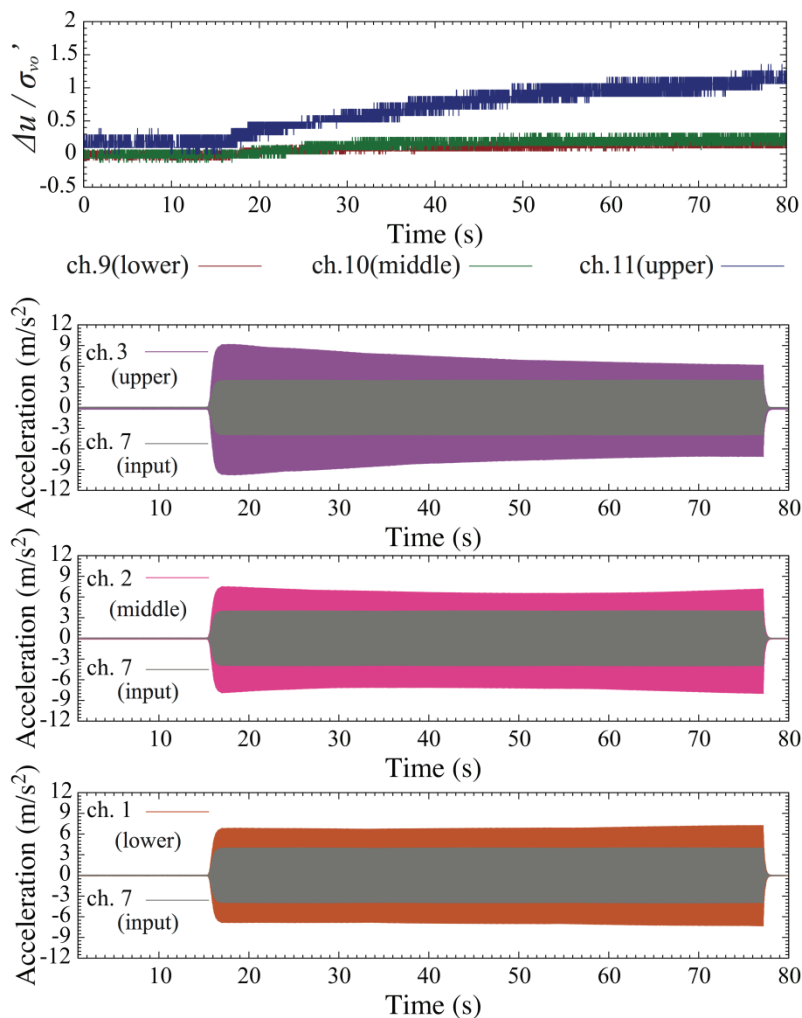 Δu / σvo’
2
1.5
1
0.5
0
-0.5
0 10 20 30 40 50 60 70 80
Time (s)
ch.9(lower) ch.10(middle) ch.11(upper)
Acceleration (m/s²)
12
9
6
3
0
-3
-6
-9
-12
ch.3
(upper)
ch. 7
(input)
10 20 30 40 50 60 70 80
Time (s)
Acceleration (m/s²)
12
9
6
3
0
-3
-6
-9
-12
ch. 2
(middle)
ch. 7
(input)
10 20 30 40 50 60 70 80
Time (s)
Acceleration (m/s²)
12
9
6
3
0
-3
-6
-9
-12
ch. 1
(lower)
ch. 7
(input)
10 20 30 40 50 60 70 80
Time (s)